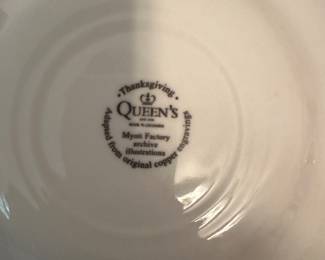 • Thanksgiving •
QUEEN'S
Myott Factory
archive
illustrations
Adapted from original copper engravings